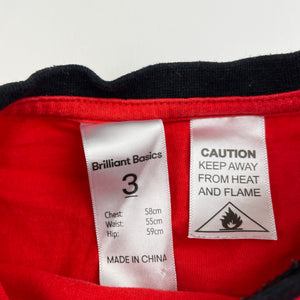 Brilliant Basics
3
Chest: 58cm
Waist: 55cm
Hip: 59cm
MADE IN CHINA
CAUTION
KEEP AWAY
FROM HEAT
AND FLAME